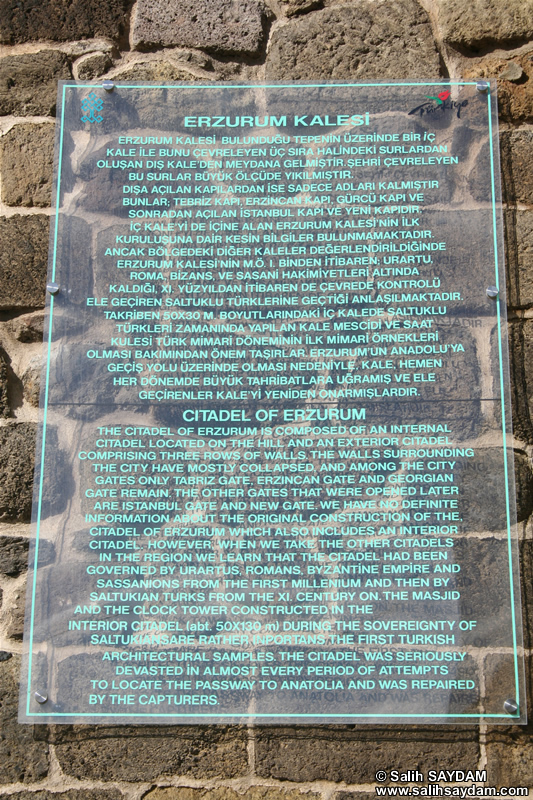 ERZURUM KALESİ
ERZURUM KALESİ BULUNDUĞU TEPENİN ÜZERİNDE BİR İÇ
KALE İLE BUNU ÇEVRELEYEN ÜÇ SIRA HALİNDEKİ SURLARDAN
OLUŞAN DIŞ KALE'DEN MEYDANA GELMİŞTİR. ŞEHRİ ÇEVRELEYEN
BU SURLAR BÜYÜK ÖLÇÜDE YIKILMIŞTIR.
DIŞA AÇILAN KAPILARDAN İSE SADECE ADLARI KALMIŞTIR
BUNLAR; TEBRİZ KAPI, ERZİNCAN KAPI, GÜRCÜ KAPI VE
SONRADAN AÇILAN İSTANBUL KAPI VE YENİ KAPIDIR.
İÇ KALE'Yİ DE İÇİNE ALAN ERZURUM KALESİ'NİN İLK
KURULUŞUNA DAİR KESİN BİLGİLER BULUNMAMAKTADIR.
ANCAK BÖLGEDEKİ DİĞER KALELER DEĞERLENDİRİLDİĞİNDE
ERZURUM KALESİ'NİN M.Ö. I. BİNDEN İTİBAREN; URARTU,
ROMA, BİZANS, VE SASANİ HAKİMİYETLERİ ALTINDA
KALDIĞI, XI. YÜZYILDAN İTİBAREN DE ÇEVREDE KONTROLÜ
ELE GEÇİREN SALTUKLU TÜRKLERİNE GEÇTİĞİ ANLAŞILMAKTADIR.
TAKRİBEN 50X30 M. BOYUTLARINDAKİ İÇ KALEDE SALTUKLU
TÜRKLERİ ZAMANINDA YAPILAN KALE MESCİDİ VE SAAT
KULESİ TÜRK MİMARİ DÖNEMİNİN İLK MİMARİ ÖRNEKLERİ
OLMASI BAKIMINDAN ÖNEM TAŞIRLAR. ERZURUM'UN ANADOLU'YA
GEÇİŞ YOLU ÜZERİNDE OLMASI NEDENİYLE, KALE, HEMEN
HER DÖNEMDE BÜYÜK TAHRİBATLARA UĞRAMIŞ VE ELE
GEÇİRENLER KALE'Yİ YENİDEN ONARMIŞLARDIR.
CITADEL OF ERZURUM
THE CITADEL OF ERZURUM IS COMPOSED OF AN INTERNAL
CITADEL LOCATED ON THE HILL AND AN EXTERIOR CITADEL
COMPRISING THREE ROWS OF WALLS. THE WALLS SURROUNDING
THE CITY HAVE MOSTLY COLLAPSED, AND AMONG THE CITY
GATES ONLY TABRIZ GATE, ERZINCAN GATE AND GEORGIAN
GATE REMAIN. THE OTHER GATES THAT WERE OPENED LATER
ARE ISTANBUL GATE AND NEW GATE. WE HAVE NO DEFINITE
INFORMATION ABOUT THE ORIGINAL CONSTRUCTION OF THE,
CITADEL OF ERZURUM WHICH ALSO INCLUDES AN INTERIOR
CITADEL. HOWEVER, WHEN WE TAKE THE OTHER CITADELS
IN THE REGION WE LEARN THAT THE CITADEL HAD BEEN
GOVERNED BY URARTUS, ROMANS, BYZANTINE EMPIRE AND
SASSANIONS FROM THE FIRST MILLENIUM AND THEN BY
SALTUKIAN TURKS FROM THE XI. CENTURY ON. THE MASJID
AND THE CLOCK TOWER CONSTRUCTED IN THE
INTERIOR CITADEL (abt. 50X130 m) DURING THE SOVEREIGNTY OF
SALTUKIANSARE RATHER INPORTANS THE FIRST TURKISH
ARCHITECTURAL SAMPLES. THE CITADEL WAS SERIOUSLY
DEVASTED IN ALMOST EVERY PERIOD OF ATTEMPTS
TO LOCATE THE PASSWAY TO ANATOLIA AND WAS REPAIRED
BY THE CAPTURERS.
© Salih SAYDAM
www.salihsaydam.com